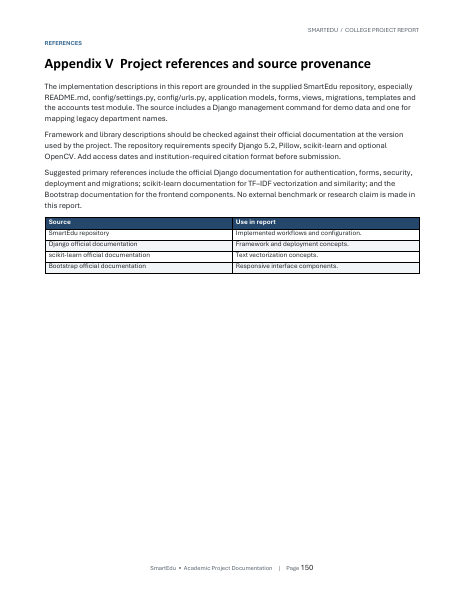 SMARTEDU / COLLEGE PROJECT REPORT
REFERENCES
Appendix V Project references and source provenance
The implementation descriptions in this report are grounded in the supplied SmartEdu repository, especially
README.md, config/settings.py, config/urls.py, application models, forms, views, migrations, templates and
the accounts test module. The source includes a Django management command for demo data and one for
mapping legacy department names.
Framework and library descriptions should be checked against their official documentation at the version
used by the project. The repository requirements specify Django 5.2, Pillow, scikit-learn and optional
OpenCV. Add access dates and institution-required citation format before submission.
Suggested primary references include the official Django documentation for authentication, forms, security,
deployment and migrations; scikit-learn documentation for TF–IDF vectorization and similarity; and the
Bootstrap documentation for the frontend components. No external benchmark or research claim is made in
this report.
Source Use in report
SmartEdu repository Implemented workflows and configuration.
Django official documentation Framework and deployment concepts.
scikit-learn official documentation Text vectorization concepts.
Bootstrap official documentation Responsive interface components.
SmartEdu • Academic Project Documentation | Page 150